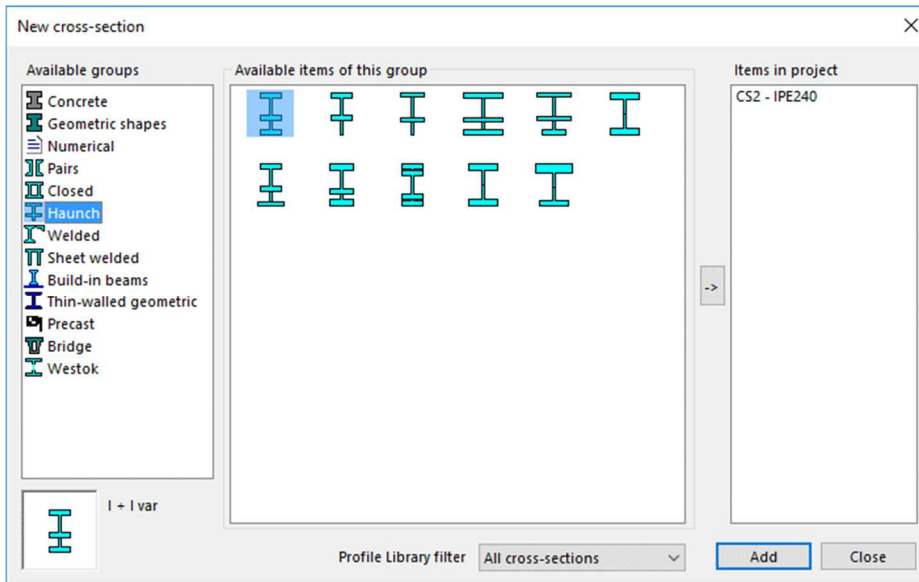 New cross-section
Available groups
Available items of this group
Items in project
Concrete
Geometric shapes
Numerical
Pairs
Closed
Haunch
Welded
Sheet welded
Build-in beams
Thin-walled geometric
Precast
Bridge
Westok
CS2 - IPE240
->
I + I var
Profile Library filter
All cross-sections
Add
Close